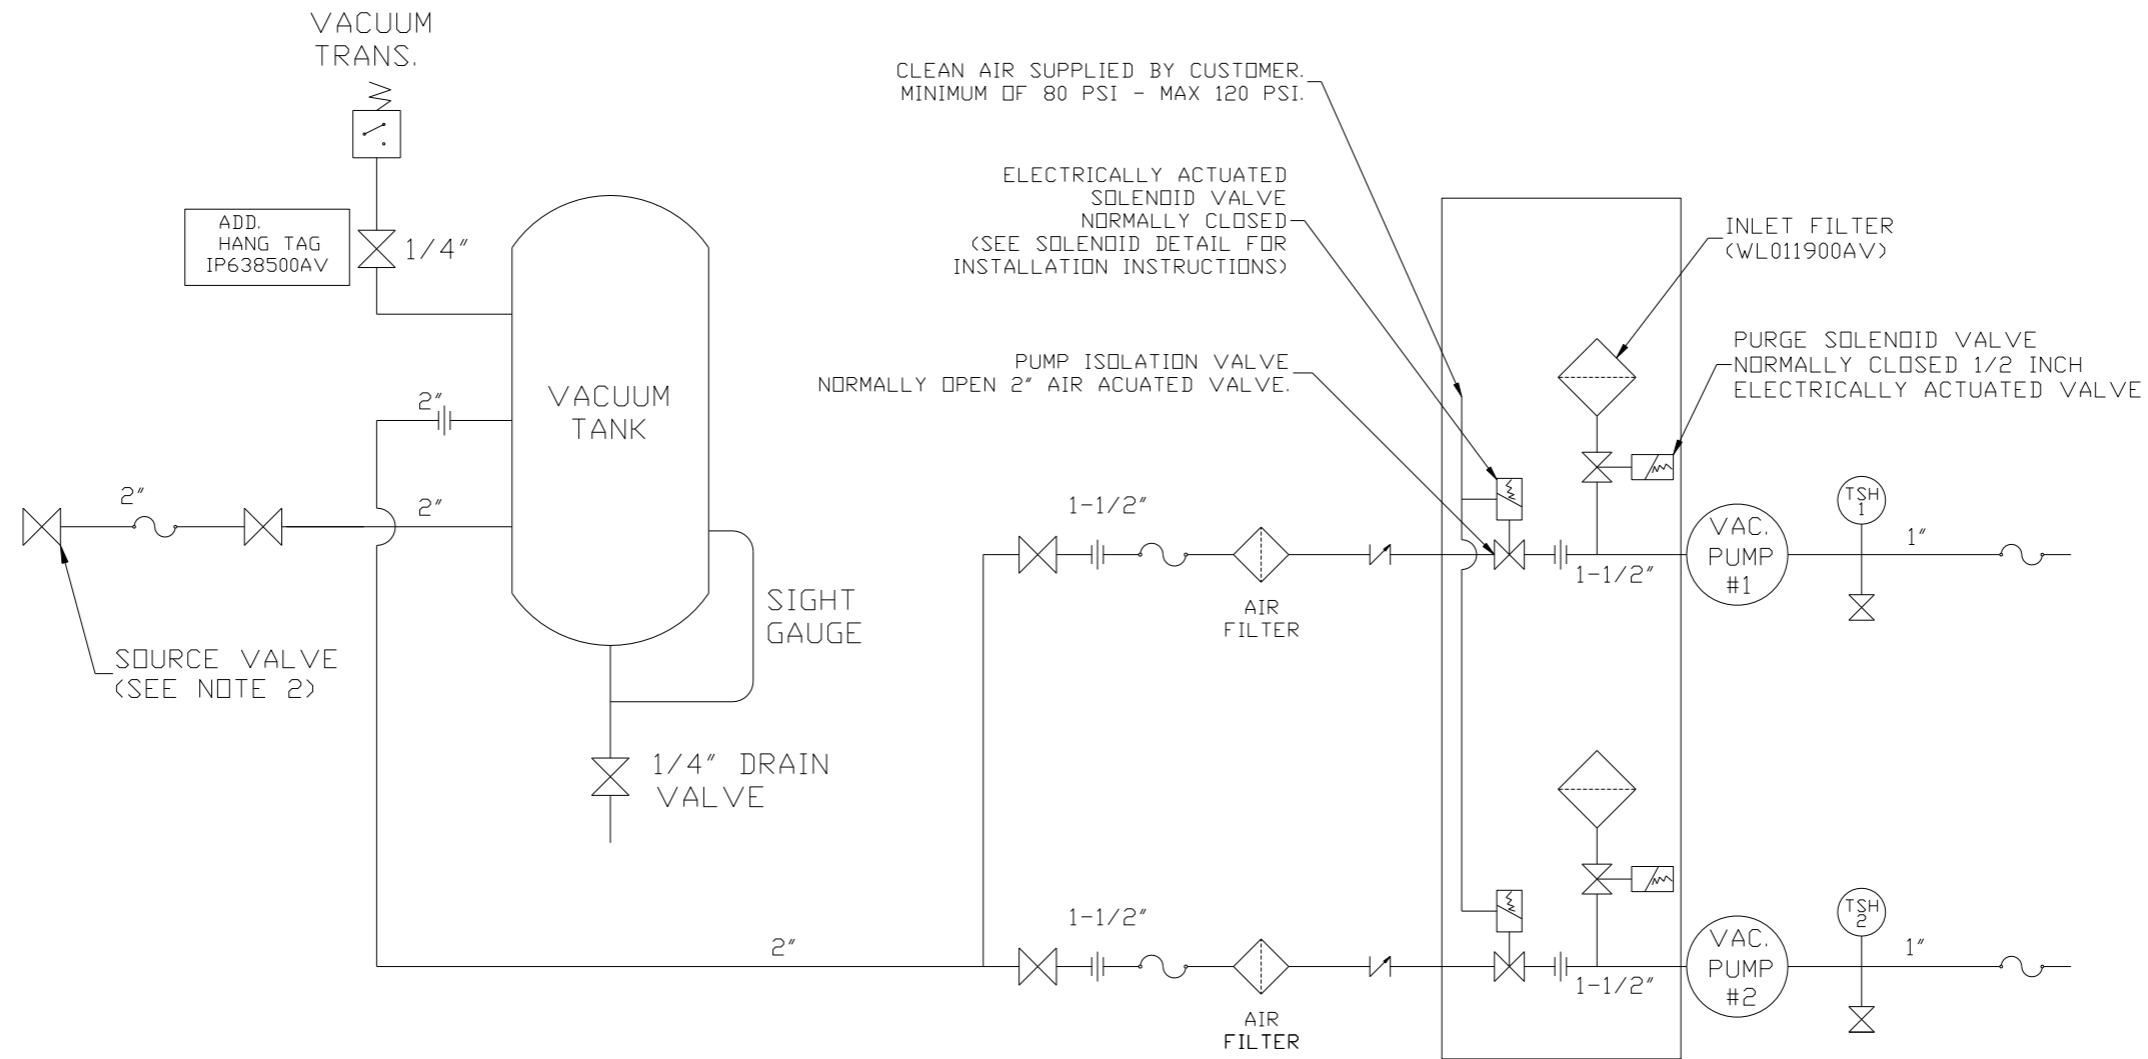 VACUUM
TRANS.
ADD.
HANG TAG
IP638500AV
1/4"
VACUUM
TANK
2"
2"
2"
SOURCE VALVE
(SEE NOTE 2)
SIGHT
GAUGE
1/4" DRAIN
VALVE
2"
CLEAN AIR SUPPLIED BY CUSTOMER.
MINIMUM OF 80 PSI - MAX 120 PSI.
ELECTRICALLY ACTUATED
SOLENOID VALVE
NORMALLY CLOSED
(SEE SOLENOID DETAIL FOR
INSTALLATION INSTRUCTIONS)
PUMP ISOLATION VALVE
NORMALLY OPEN 2" AIR ACUATED VALVE.
INLET FILTER
(WL011900AV)
PURGE SOLENOID VALVE
NORMALLY CLOSED 1/2 INCH
ELECTRICALLY ACTUATED VALVE
1-1/2"
AIR
FILTER
1-1/2"
VAC.
PUMP
#1
TSH
1
1"
1-1/2"
AIR
FILTER
1-1/2"
VAC.
PUMP
#2
TSH
2
1"